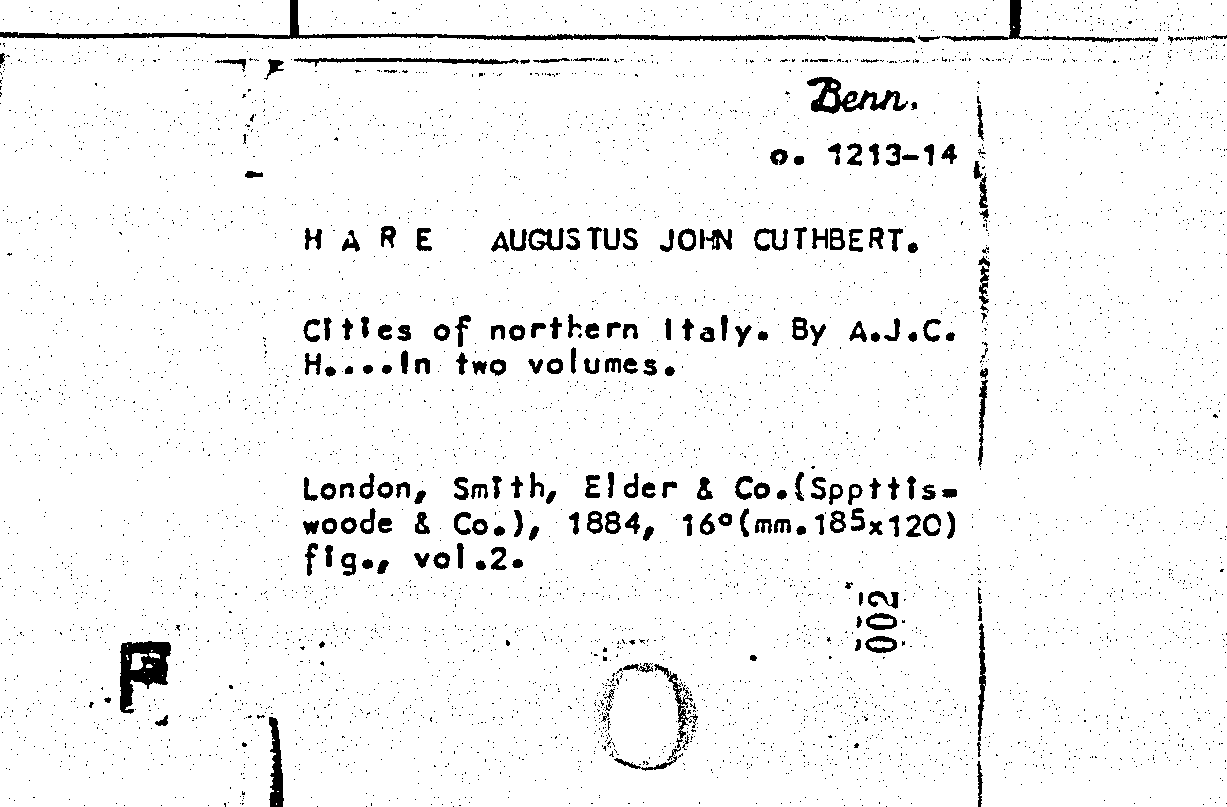 Benn.
o. 1213-14
H A R E AUGUSTUS JOHN CUTHBERT.
Cities of northern Italy. By A.J.C.
H....In two volumes.
London, Smith, Elder & Co.(Sppttis-
woode & Co.), 1884, 16°(mm.185x120)
fig., vol.2.
002
F